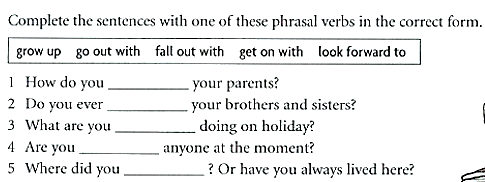 Complete the sentences with one of these phrasal verbs in the correct form.
grow up go out with fall out with get on with look forward to
1 How do you __________ your parents?
2 Do you ever __________ your brothers and sisters?
3 What are you __________ doing on holiday?
4 Are you __________ anyone at the moment?
5 Where did you __________ ? Or have you always lived here?